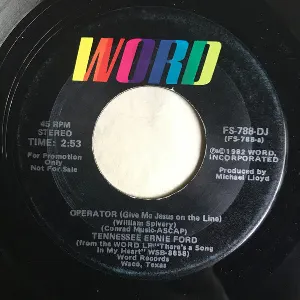 WORD
45 RPM
STEREO
TIME: 2:53
For Promotion
Only
Not For Sale
FS-788-DJ
(FS-788-a)
℗©1982 WORD,
INCORPORATED
Produced by
Michael Lloyd
OPERATOR (Give Me Jesus on the Line)
(William Spivery)
(Conrad Music-ASCAP)
TENNESSEE ERNIE FORD
(from the WORD LP "There's a Song
in My Heart" WSB-8858)
Word Records
Waco, Texas